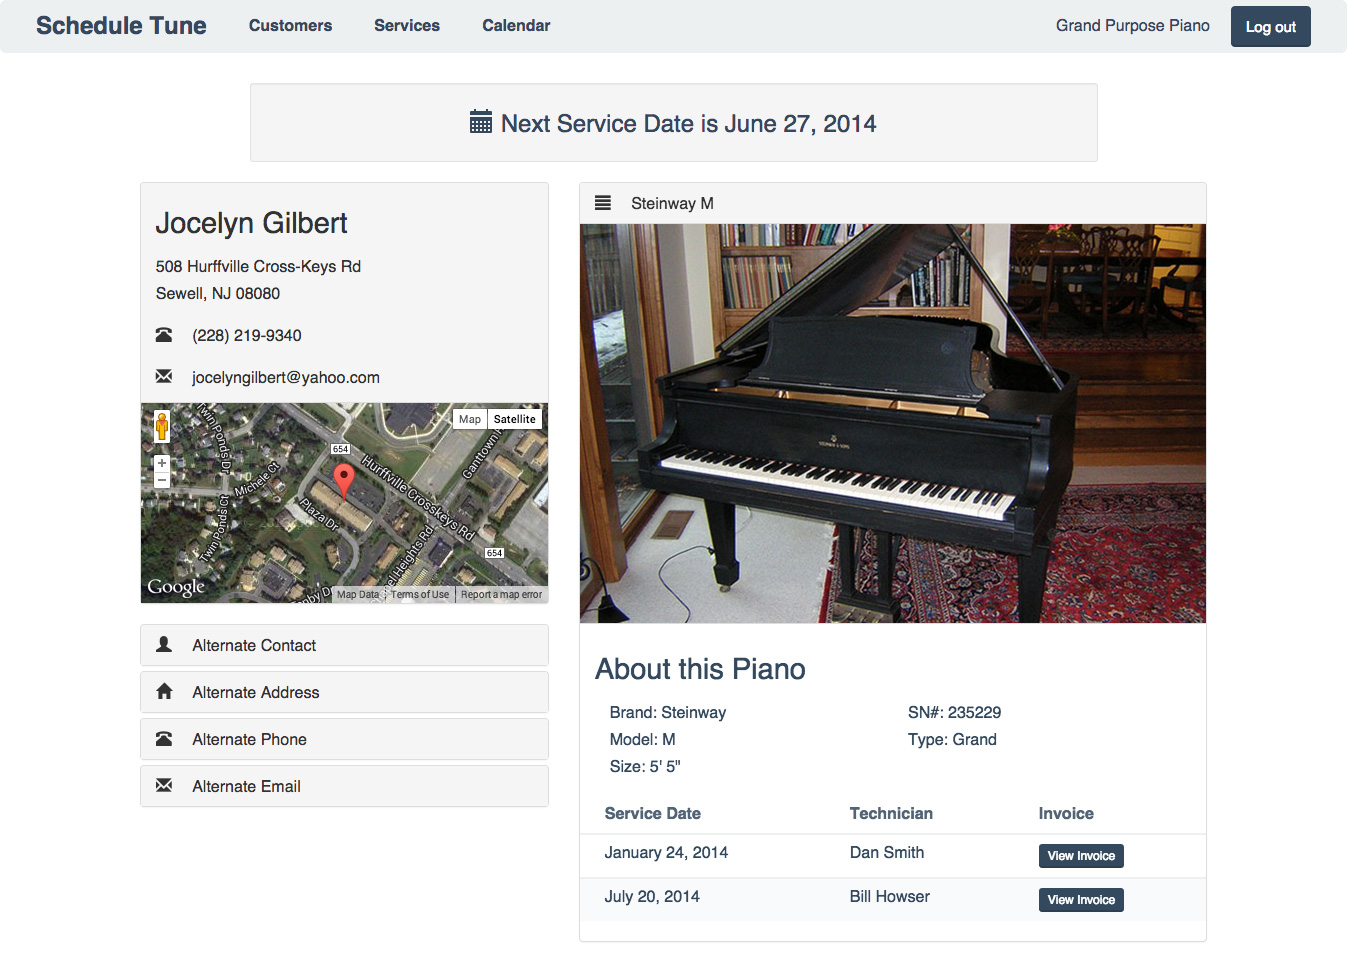 Schedule Tune Customers Services Calendar Grand Purpose Piano Log out
Next Service Date is June 27, 2014
Jocelyn Gilbert
508 Hurffville Cross-Keys Rd
Sewell, NJ 08080
(228) 219-9340
jocelyngilbert@yahoo.com
Map Satellite
Twin Ponds Dr
654
Hurffville Crosskeys Rd
Ganttown
Michele Ct
Plaza Dr
Twin Ponds Ct
654
Heights Rd
Google
Map Data Terms of Use Report a map error
Alternate Contact
Alternate Address
Alternate Phone
Alternate Email
Steinway M
STEINWAY & SONS
About this Piano
Brand: Steinway SN#: 235229
Model: M Type: Grand
Size: 5' 5"
Service Date Technician Invoice
January 24, 2014 Dan Smith View Invoice
July 20, 2014 Bill Howser View Invoice